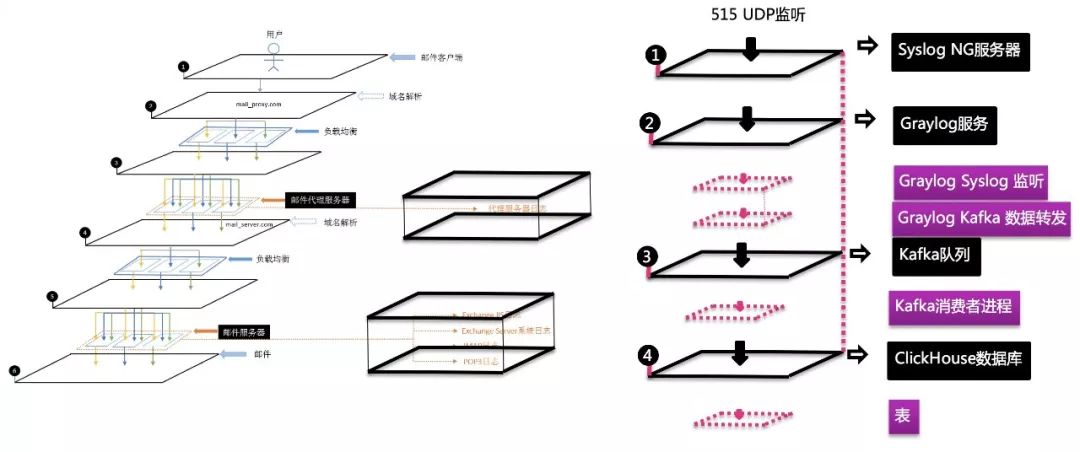 用户
1
邮件客户端
2
mail_proxy.com
域名解析
负载均衡
3
邮件代理服务器
代理服务器日志
4
mail_server.com
域名解析
负载均衡
5
邮件服务器
Exchange IIS日志
Exchange Server系统日志
IMAP日志
POP3日志
邮件
6
515 UDP监听
1
Syslog NG服务器
2
Graylog服务
Graylog Syslog 监听
Graylog Kafka 数据转发
3
Kafka队列
Kafka消费者进程
4
ClickHouse数据库
表